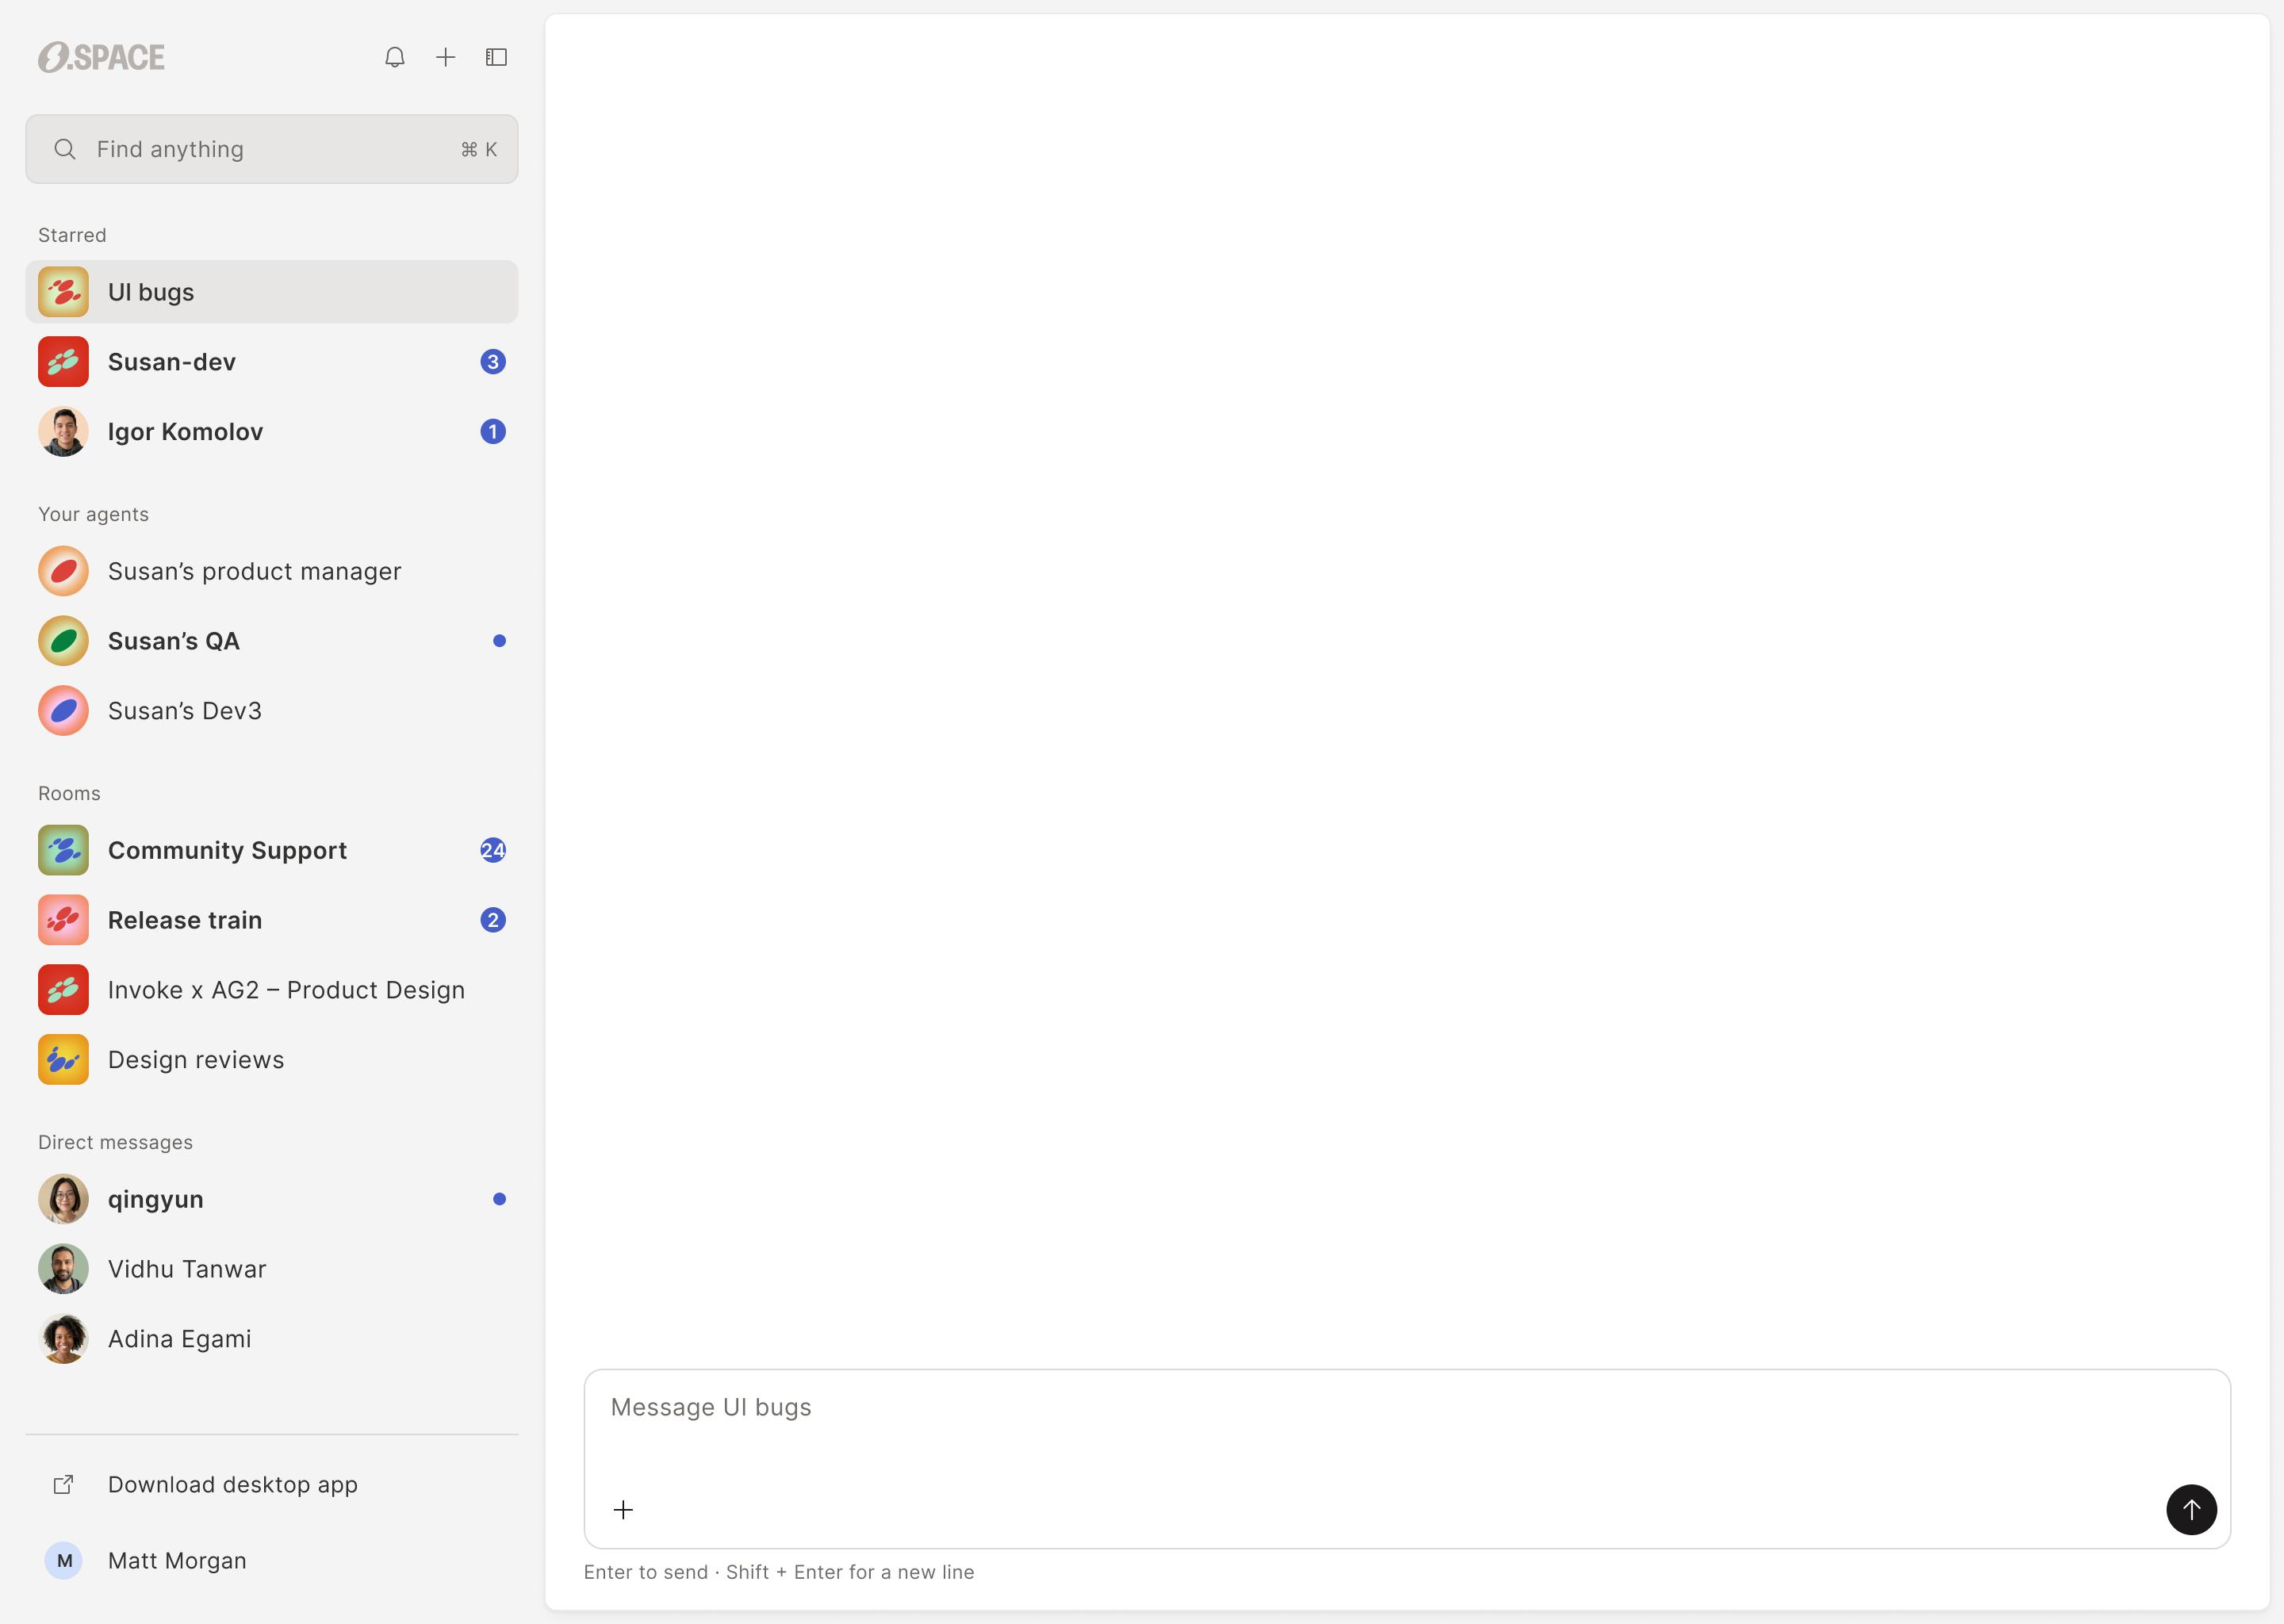 O.SPACE
Find anything ⌘ K
Starred
UI bugs
Susan-dev 3
Igor Komolov 1
Your agents
Susan’s product manager
Susan’s QA
Susan’s Dev3
Rooms
Community Support 24
Release train 2
Invoke x AG2 – Product Design
Design reviews
Direct messages
qingyun
Vidhu Tanwar
Adina Egami
Download desktop app
M Matt Morgan
Message UI bugs
Enter to send · Shift + Enter for a new line